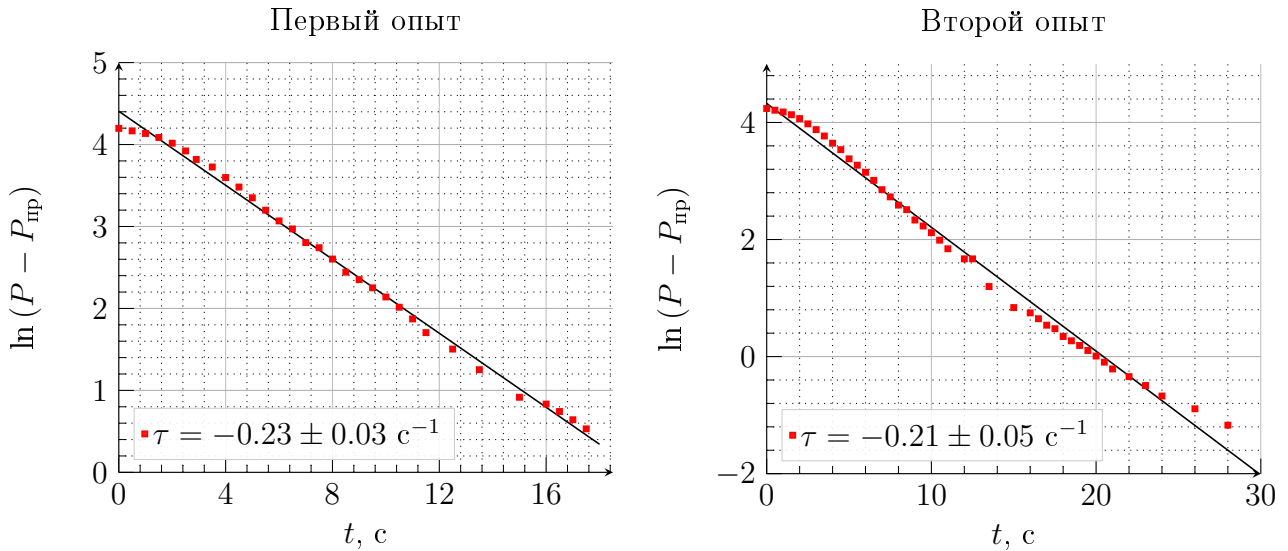 Первый опыт
5
4
3
2
1
0
0 4 8 12 16
ln (P − Pпр)
t, с
τ = −0.23 ± 0.03 с⁻¹
Второй опыт
4
2
0
−2
0 10 20 30
ln (P − Pпр)
t, с
τ = −0.21 ± 0.05 с⁻¹